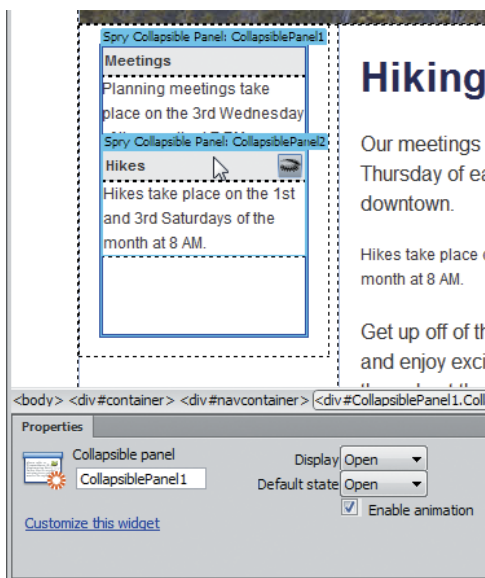 Spry Collapsible Panel: CollapsiblePanel1
Meetings
Planning meetings take
place on the 3rd Wednesday
Spry Collapsible Panel: CollapsiblePanel2
Hikes
Hikes take place on the 1st
and 3rd Saturdays of the
month at 8 AM.
Hiking
Our meetings
Thursday of
downtown.
Hikes take place
month at 8 AM.
Get up off of
and enjoy
<body> <div#container> <div#navcontainer> <div#CollapsiblePanel1.Coll
Properties
Collapsible panel
CollapsiblePanel1
Display Open
Default state Open
Enable animation
Customize this widget